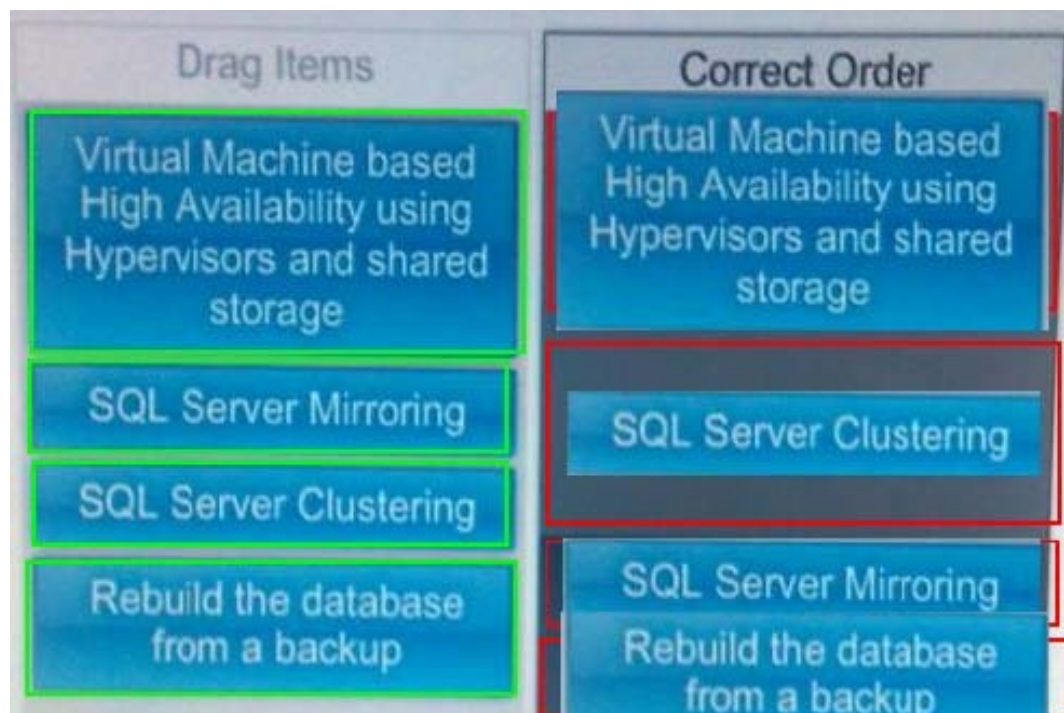 Drag Items
Virtual Machine based
High Availability using
Hypervisors and shared
storage
SQL Server Mirroring
SQL Server Clustering
Rebuild the database
from a backup
Correct Order
Virtual Machine based
High Availability using
Hypervisors and shared
storage
SQL Server Clustering
SQL Server Mirroring
Rebuild the database
from a backup